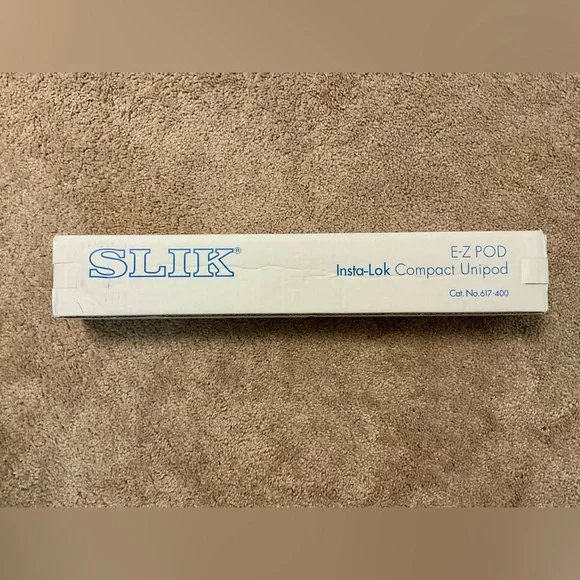 SLIK®
E-Z POD
Insta-Lok Compact Unipod
Cat. No.617-400